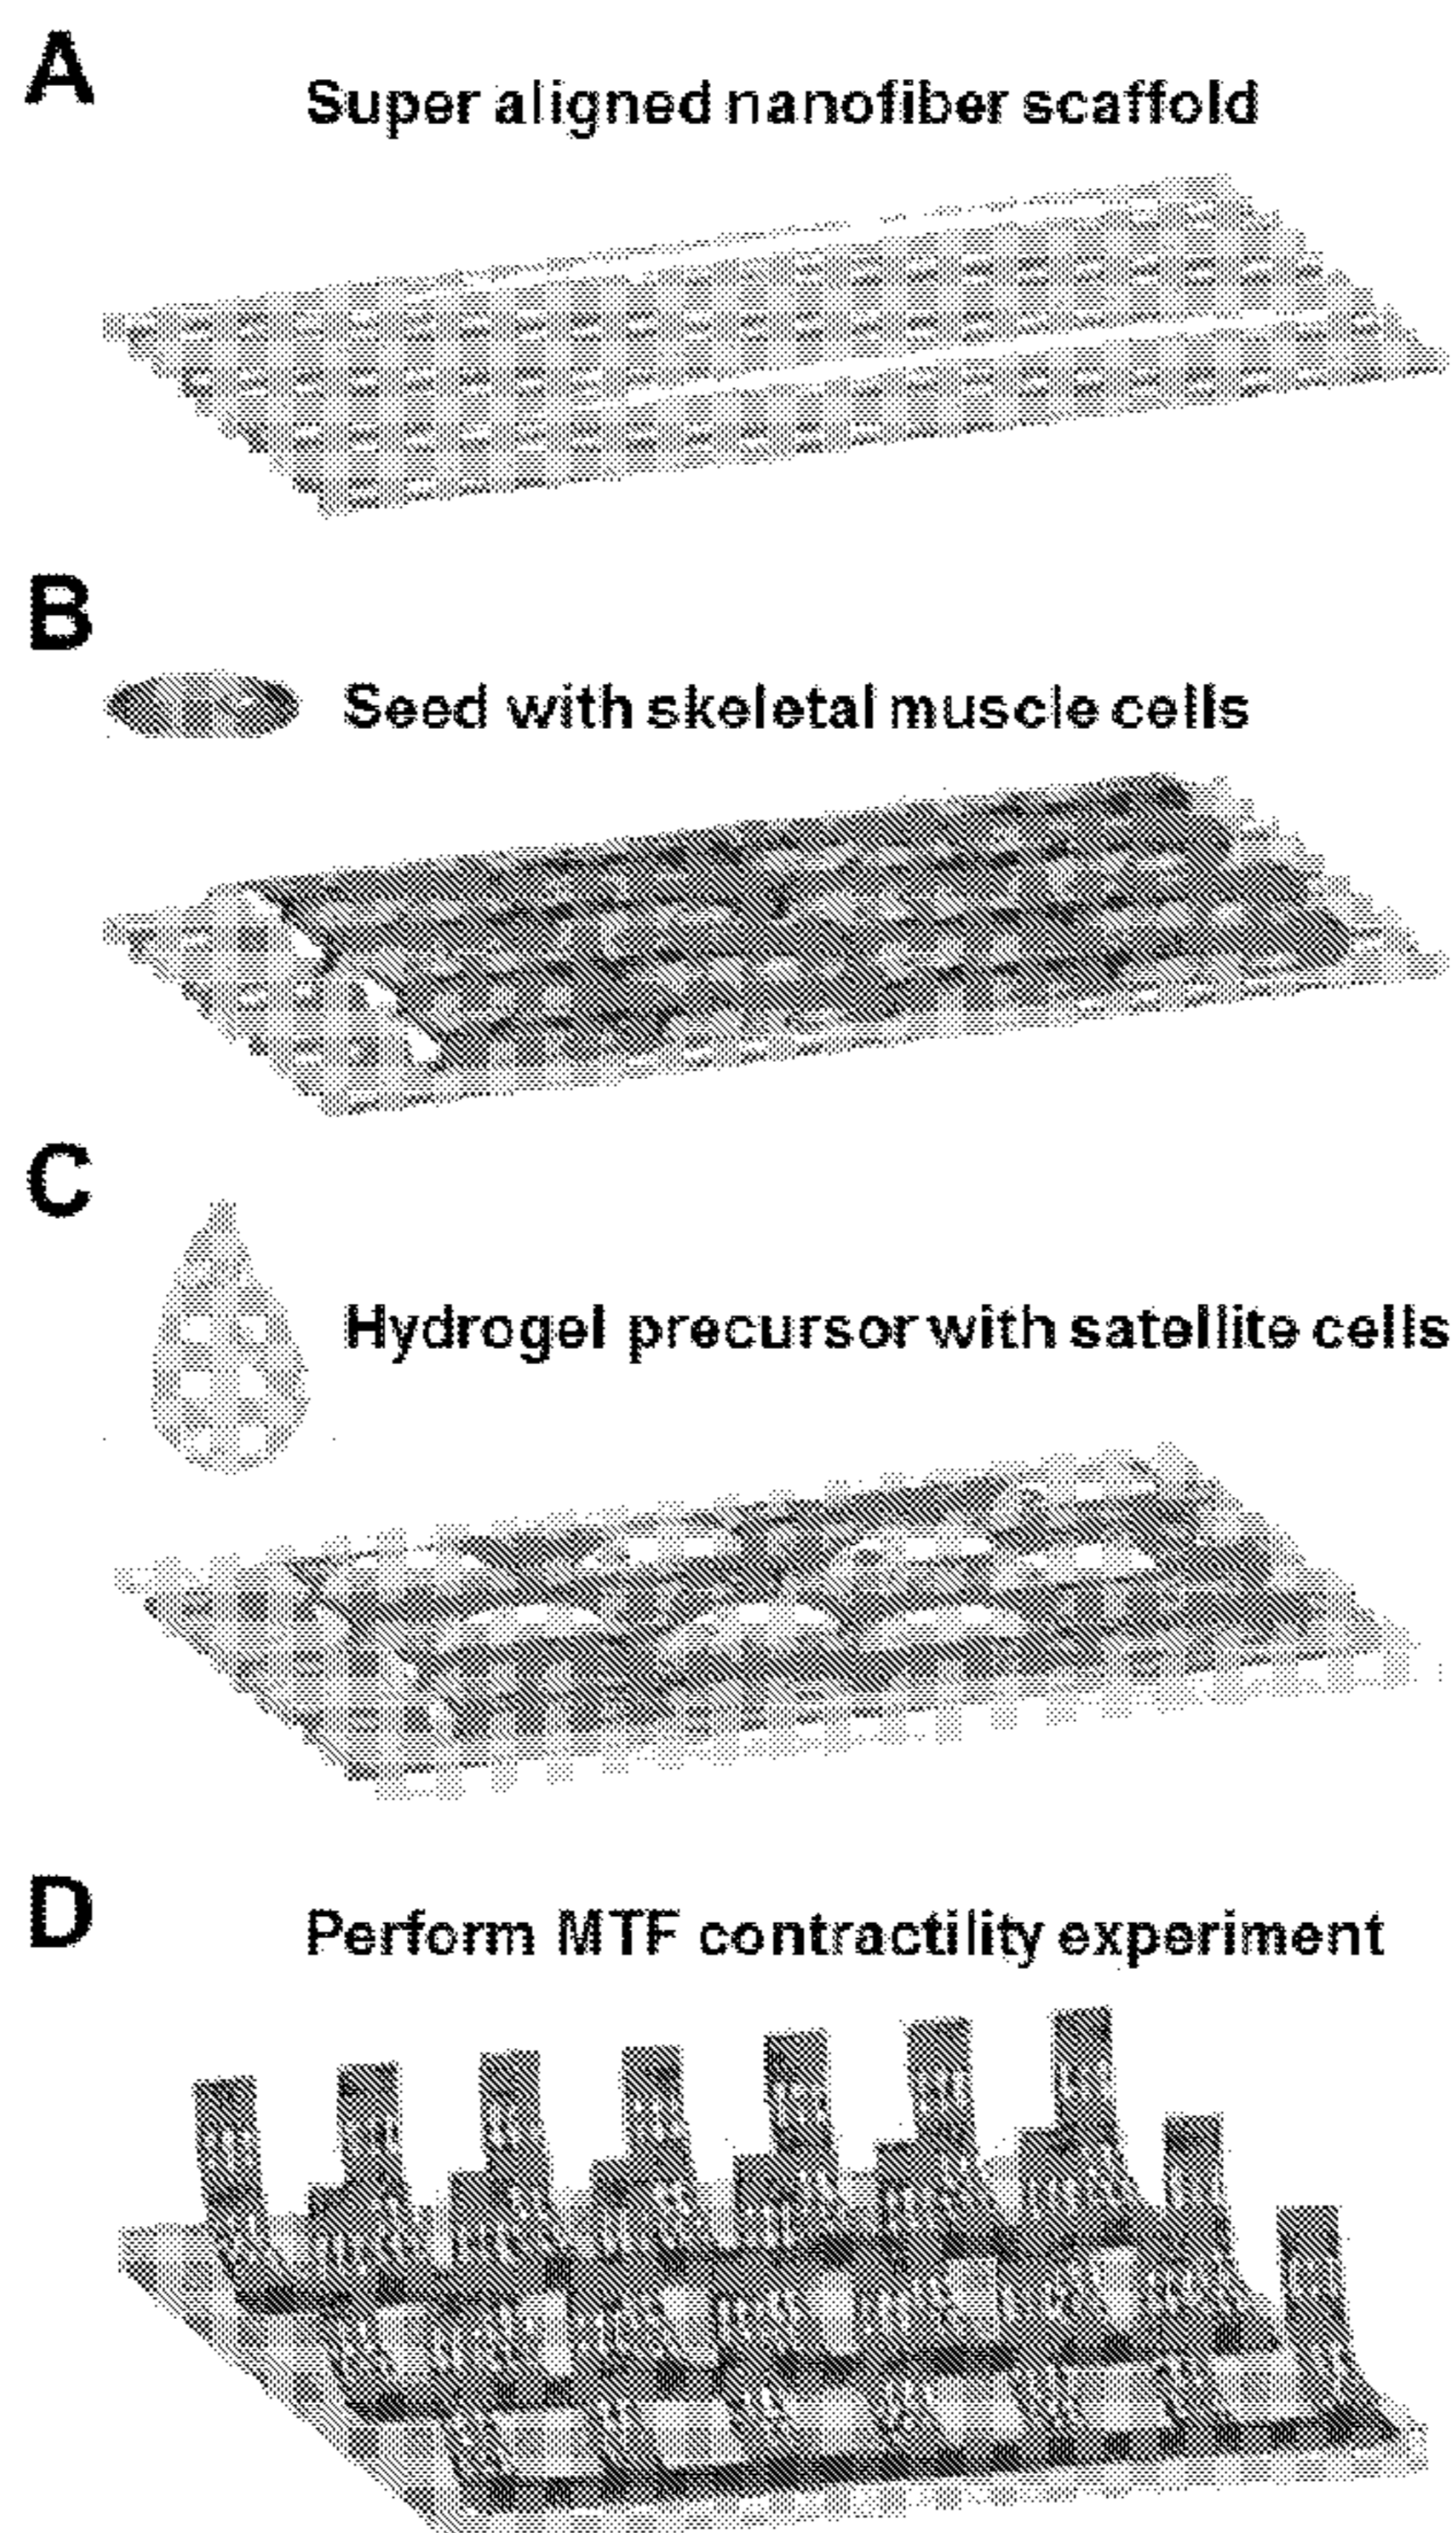 A
Super aligned nanofiber scaffold
B
Seed with skeletal muscle cells
C
Hydrogel precursor with satellite cells
D
Perform MTF contractility experiment